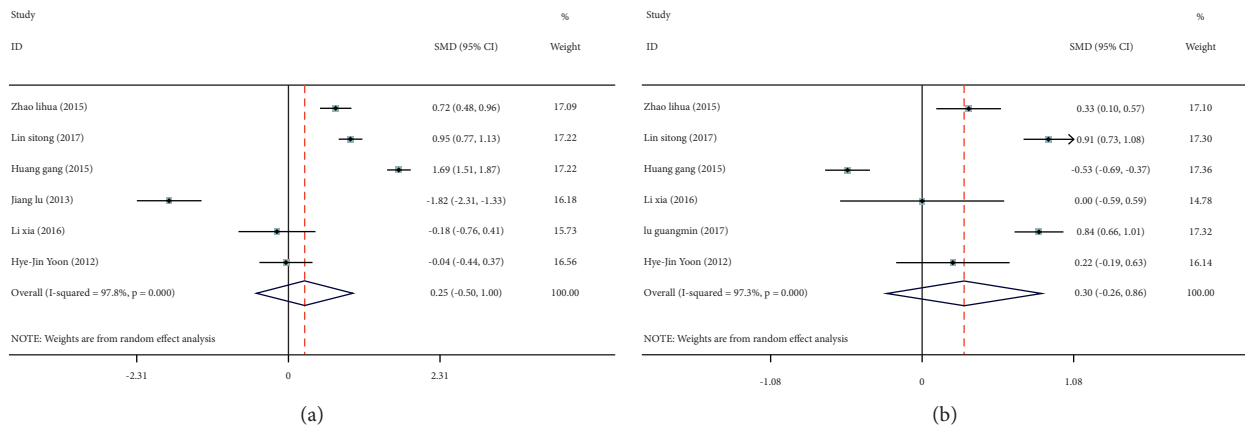 Study %
ID SMD (95% CI) Weight
Zhao lihua (2015) 0.72 (0.48, 0.96) 17.09
Lin sitong (2017) 0.95 (0.77, 1.13) 17.22
Huang gang (2015) 1.69 (1.51, 1.87) 17.22
Jiang lu (2013) -1.82 (-2.31, -1.33) 16.18
Li xia (2016) -0.18 (-0.76, 0.41) 15.73
Hye-Jin Yoon (2012) -0.04 (-0.44, 0.37) 16.56
Overall (I-squared = 97.8%, p = 0.000) 0.25 (-0.50, 1.00) 100.00
NOTE: Weights are from random effect analysis
-2.31 0 2.31
(a)
Study %
ID SMD (95% CI) Weight
Zhao lihua (2015) 0.33 (0.10, 0.57) 17.10
Lin sitong (2017) 0.91 (0.73, 1.08) 17.30
Huang gang (2015) -0.53 (-0.69, -0.37) 17.36
Li xia (2016) 0.00 (-0.59, 0.59) 14.78
lu guangmin (2017) 0.84 (0.66, 1.01) 17.32
Hye-Jin Yoon (2012) 0.22 (-0.19, 0.63) 16.14
Overall (I-squared = 97.3%, p = 0.000) 0.30 (-0.26, 0.86) 100.00
NOTE: Weights are from random effect analysis
-1.08 0 1.08
(b)